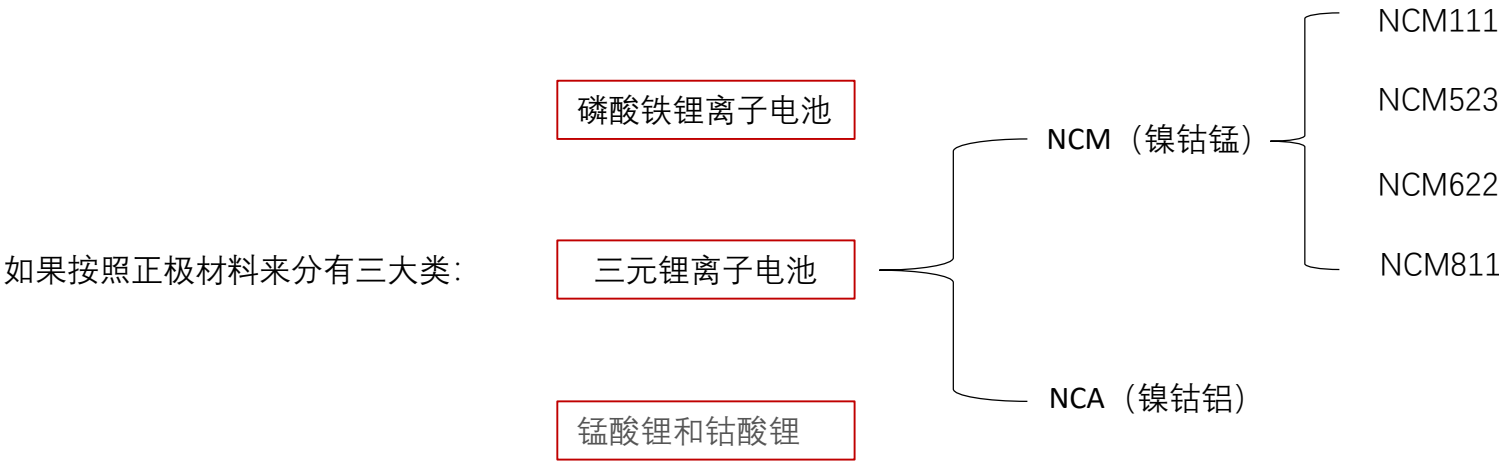 如果按照正极材料来分有三大类：
磷酸铁锂离子电池
三元锂离子电池
锰酸锂和钴酸锂
NCM（镍钴锰）
NCA（镍钴铝）
NCM111
NCM523
NCM622
NCM811